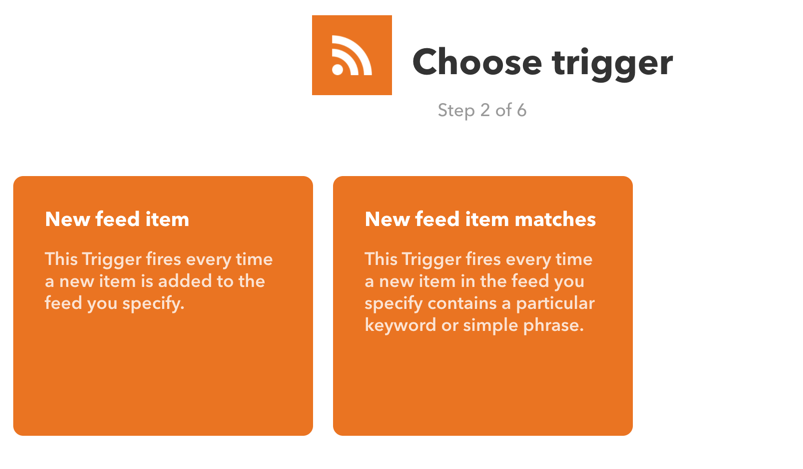 Choose trigger
Step 2 of 6
New feed item
This Trigger fires every time
a new item is added to the
feed you specify.
New feed item matches
This Trigger fires every time
a new item in the feed you
specify contains a particular
keyword or simple phrase.